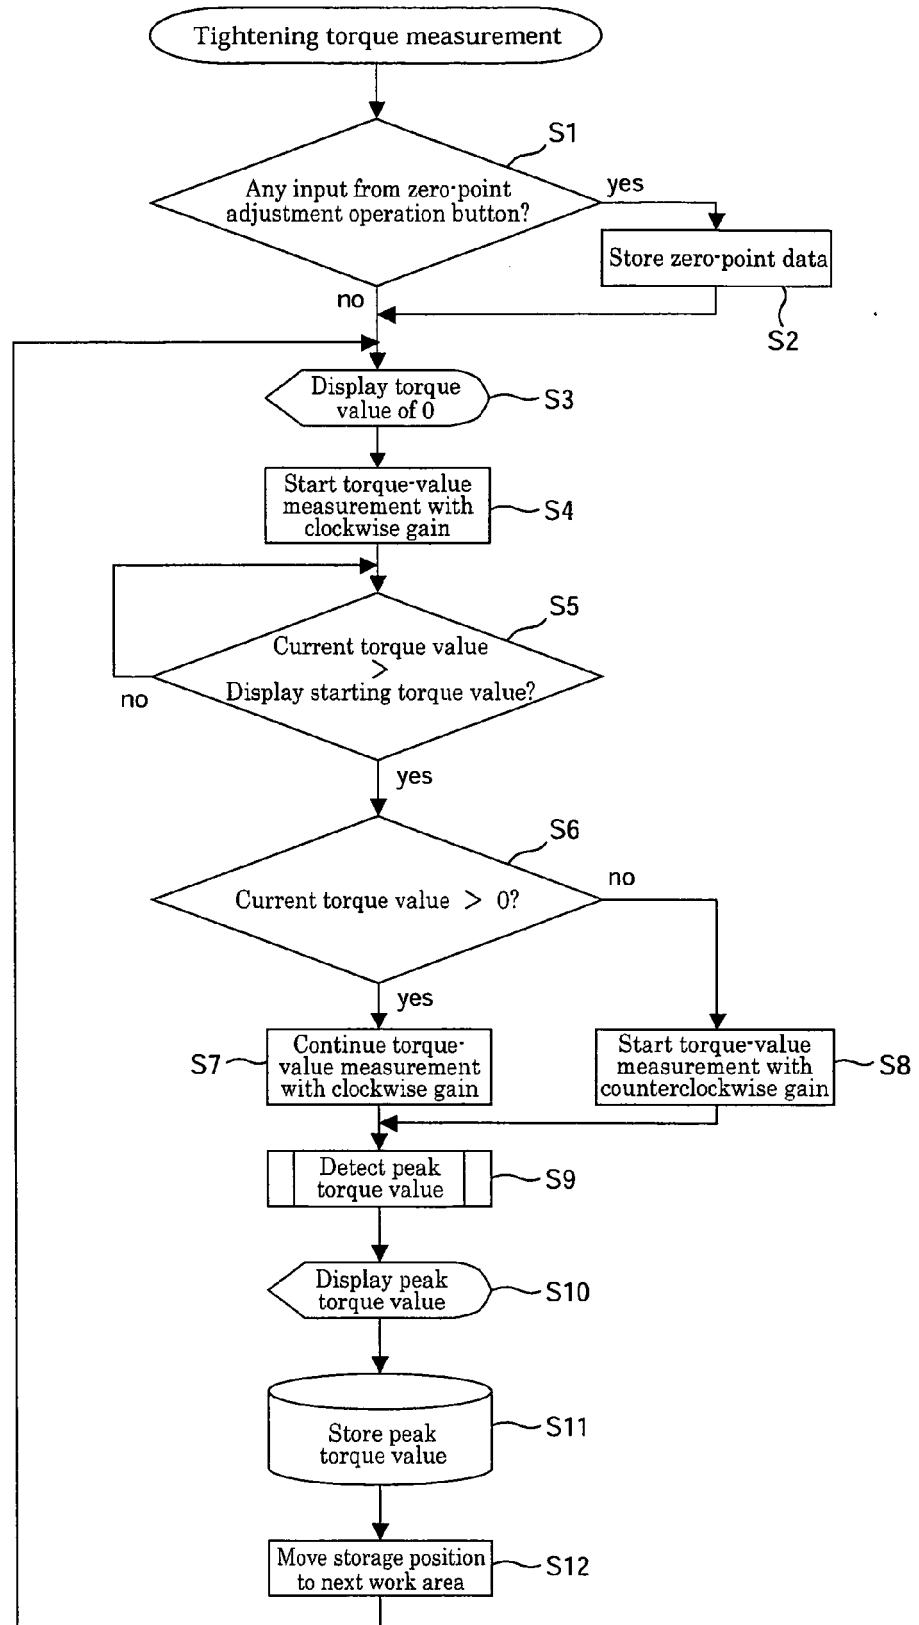 Tightening torque measurement
S1
Any input from zero-point
adjustment operation button?
yes
Store zero-point data
S2
no
Display torque
value of 0
S3
Start torque-value
measurement with
clockwise gain
S4
S5
Current torque value
>
Display starting torque value?
no
yes
S6
Current torque value > 0?
no
yes
S7
Continue torque-
value measurement
with clockwise gain
Start torque-value
measurement with
counterclockwise gain
S8
Detect peak
torque value
S9
Display peak
torque value
S10
Store peak
torque value
S11
Move storage position
to next work area
S12